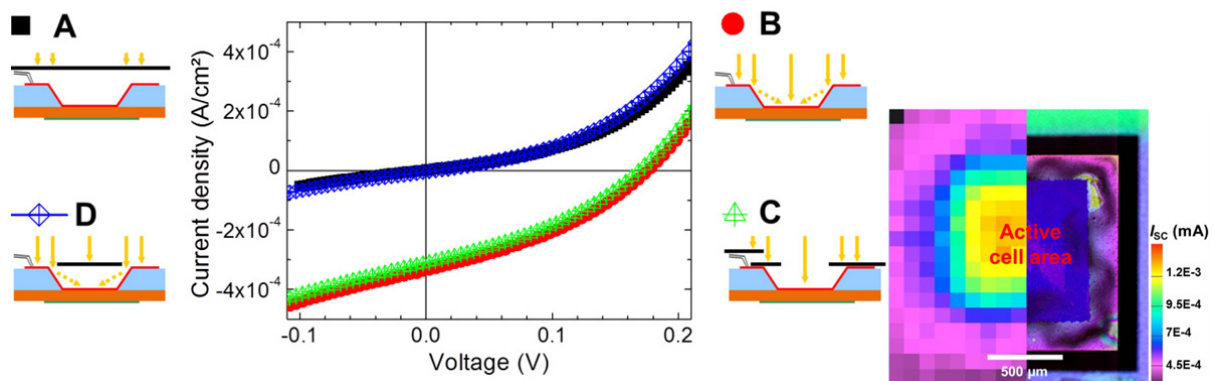 A
B
D
C
Current density (A/cm²)
4x10⁻⁴
2x10⁻⁴
0
-2x10⁻⁴
-4x10⁻⁴
-0.1
0.0
0.1
0.2
Voltage (V)
Active
cell area
500 µm
ISC (mA)
1.2E-3
9.5E-4
7E-4
4.5E-4